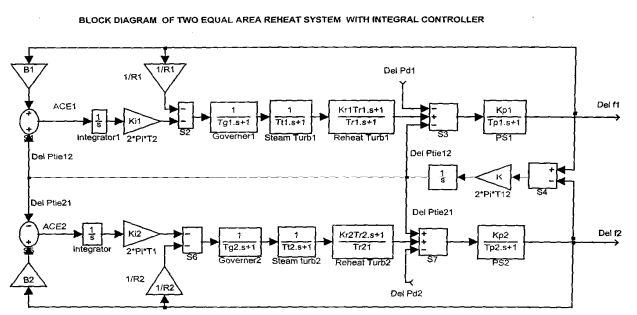 BLOCK DIAGRAM OF TWO EQUAL AREA REHEAT SYSTEM WITH INTEGRAL CONTROLLER
B1
1/R1
1/R1
Del Pd1
Del f1
ACE1
1
s
Integrator1
Ki1
2*Pi*T2
S2
1
Tg1.s+1
Governer1
1
Tt1.s+1
Steam Turb1
Kr1Tr1.s+1
Tr1.s+1
Reheat Turb1
S3
Kp1
Tp1.s+1
PS1
Del Ptie12
Del Ptie12
1
s
K
2*Pi*T12
S4
Del Ptie21
Del Ptie21
ACE2
1
s
Integrator
Ki2
2*Pi*T1
S6
1
Tg2.s+1
Governer2
1
Tt2.s+1
Steam turb2
Kr2Tr2.s+1
Tr21
Reheat Turb2
S7
Kp2
Tp2.s+1
PS2
Del f2
B2
1/R2
1/R2
Del Pd2